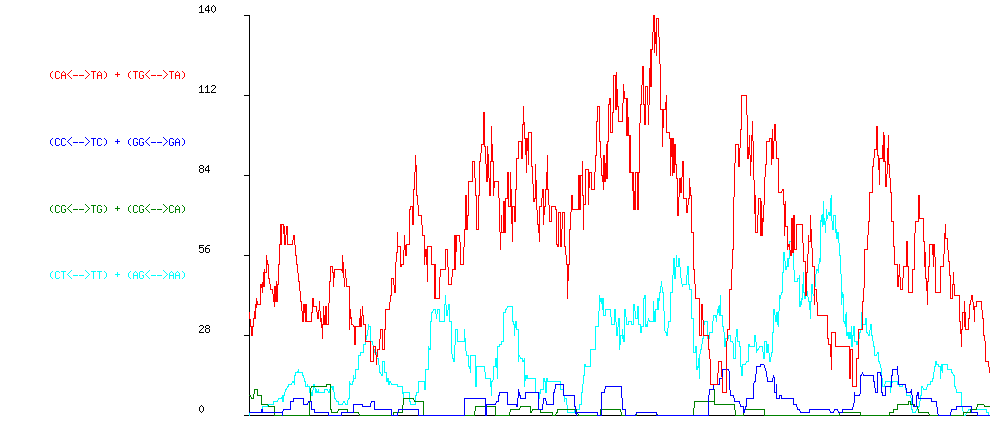 140
(CA<-->TA) + (TG<-->TA)
112
(CC<-->TC) + (GG<-->GA)
84
(CG<-->TG) + (CG<-->CA)
56
(CT<-->TT) + (AG<-->AA)
28
0